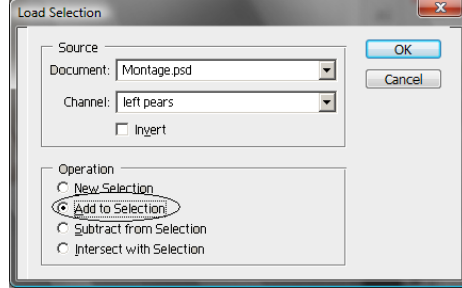 Load Selection
Source
Document: Montage.psd
Channel: left pears
Invert
OK
Cancel
Operation
New Selection
Add to Selection
Subtract from Selection
Intersect with Selection